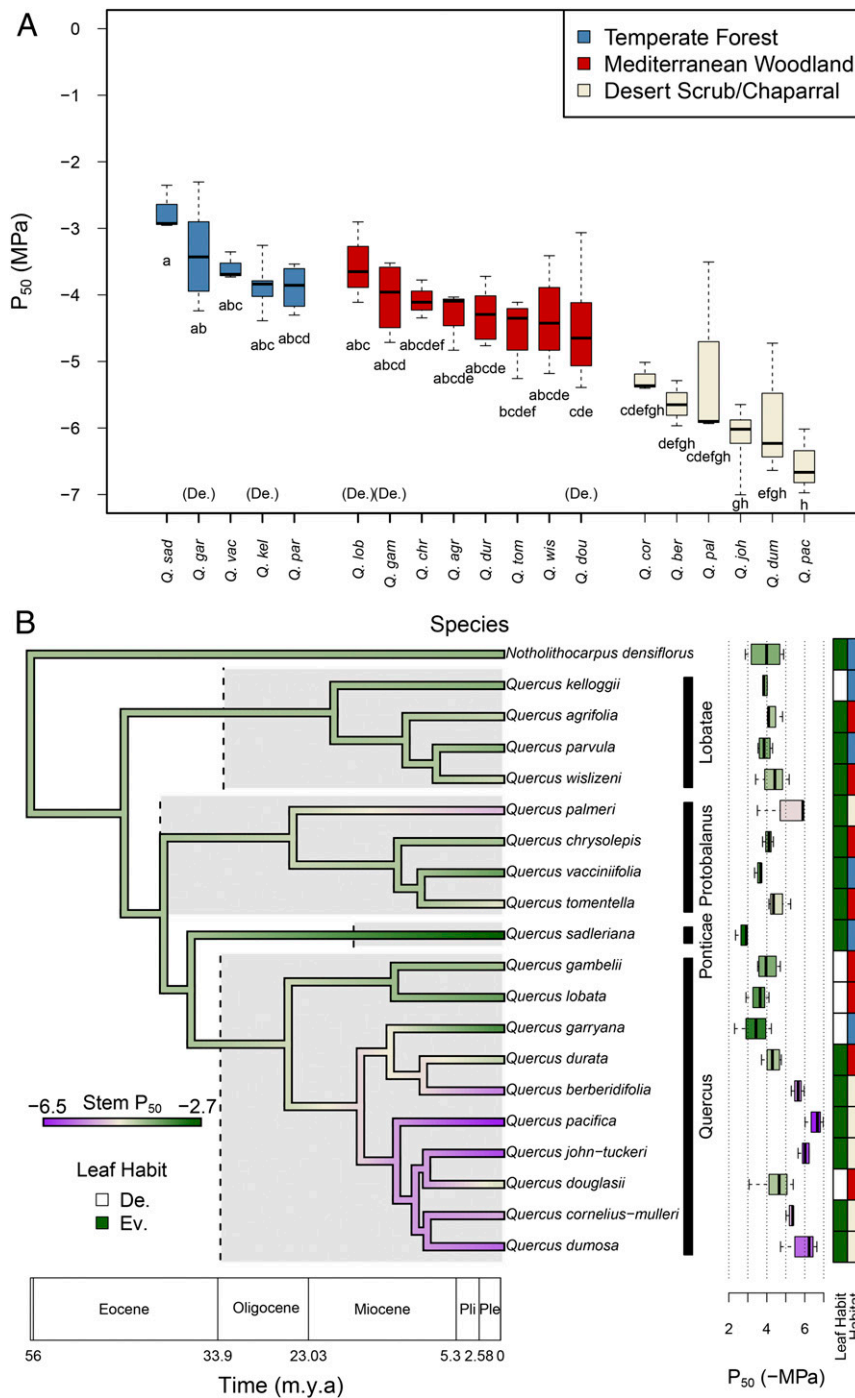 A
0
−1
−2
−3
−4
−5
−6
−7
P50 (MPa)
Temperate Forest
Mediterranean Woodland
Desert Scrub/Chaparral
a
ab
abc
abc
abcd
abc
abcd
abcdef
abcde
abcde
bcdef
abcde
cde
cdefgh
defgh
cdefgh
gh
efgh
h
(De.)
(De.)
(De.)
(De.)
(De.)
Q. sad
Q. gar
Q. vac
Q. kel
Q. par
Q. lob
Q. gam
Q. chr
Q. agr
Q. dur
Q. tom
Q. wis
Q. dou
Q. cor
Q. ber
Q. pal
Q. joh
Q. dum
Q. pac
Species
B
Notholithocarpus densiflorus
Quercus kelloggii
Quercus agrifolia
Quercus parvula
Quercus wislizeni
Quercus palmeri
Quercus chrysolepis
Quercus vacciniifolia
Quercus tomentella
Quercus sadleriana
Quercus gambelii
Quercus lobata
Quercus garryana
Quercus durata
Quercus berberidifolia
Quercus pacifica
Quercus john−tuckeri
Quercus douglasii
Quercus cornelius−mulleri
Quercus dumosa
Lobatae
Protobalanus
Ponticae
Quercus
−6.5 Stem P50 −2.7
Leaf Habit
De.
Ev.
Eocene Oligocene Miocene Pli Ple
56 33.9 23.03 5.3 2.58 0
Time (m.y.a)
2 4 6
P50 (−MPa)
Leaf Habit
Habitat